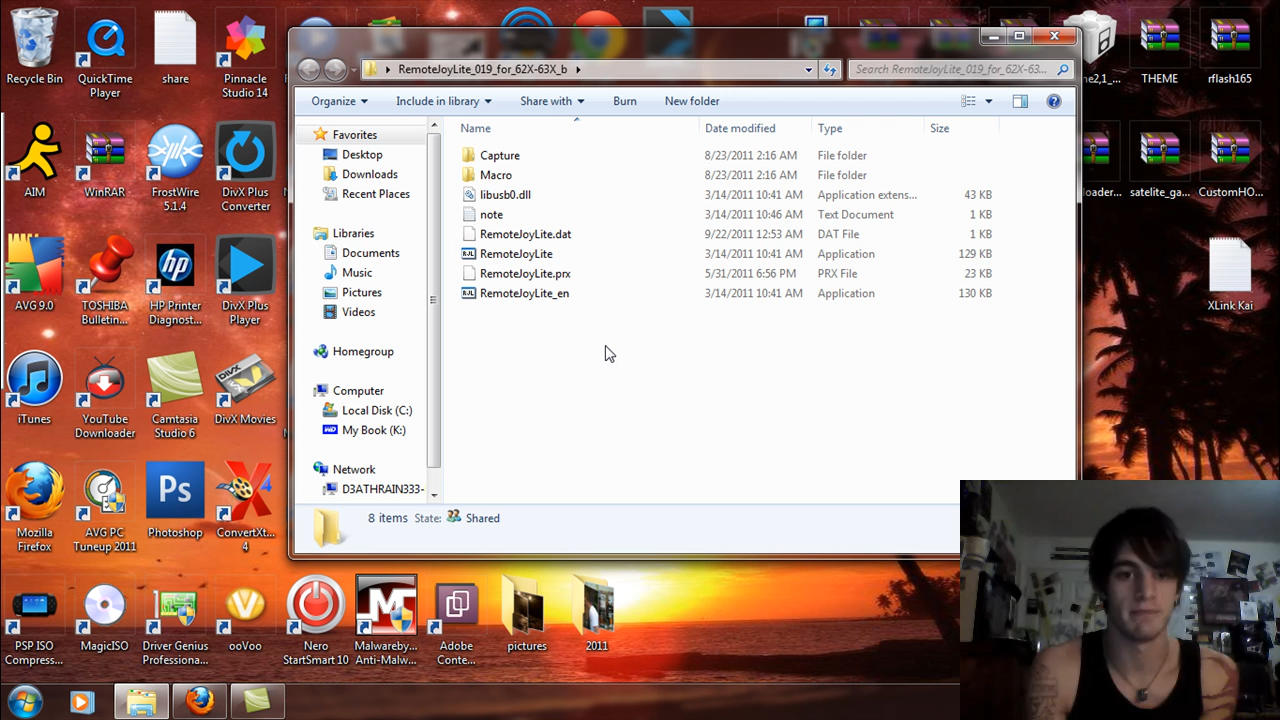 Recycle Bin
QuickTime
Player
share
Pinnacle
Studio 14
AIM
WinRAR
FrostWire
5.1.4
DivX Plus
Converter
AVG 9.0
TOSHIBA
Bulletin...
HP Printer
Diagnost...
DivX Plus
Player
iTunes
YouTube
Downloader
Camtasia
Studio 6
DivX Movies
Mozilla
Firefox
AVG PC
Tuneup 2011
Photoshop
ConvertXt...
4
PSP ISO
Compress...
MagicISO
Driver Genius
Professiona...
ooVoo
Nero
StartSmart 10
Malwareby...
Anti-Malw...
Adobe
Conte...
pictures
2011
RemoteJoyLite_019_for_62X-63X_b
Search RemoteJoyLite_019_for_62X-63...
Organize
Include in library
Share with
Burn
New folder
Favorites
Desktop
Downloads
Recent Places
Libraries
Documents
Music
Pictures
Videos
Homegroup
Computer
Local Disk (C:)
My Book (K:)
Network
D3ATHRAIN333-
Name Date modified Type Size
Capture 8/23/2011 2:16 AM File folder
Macro 8/23/2011 2:16 AM File folder
libusb0.dll 3/14/2011 10:41 AM Application extens... 43 KB
note 3/14/2011 10:46 AM Text Document 1 KB
RemoteJoyLite.dat 9/22/2011 12:53 AM DAT File 1 KB
RemoteJoyLite 3/14/2011 10:41 AM Application 129 KB
RemoteJoyLite.prx 5/31/2011 6:56 PM PRX File 23 KB
RemoteJoyLite_en 3/14/2011 10:41 AM Application 130 KB
8 items State: Shared
THEME
rflash165
satelite_ga...
CustomHO...
XLink Kai
Ps
hp